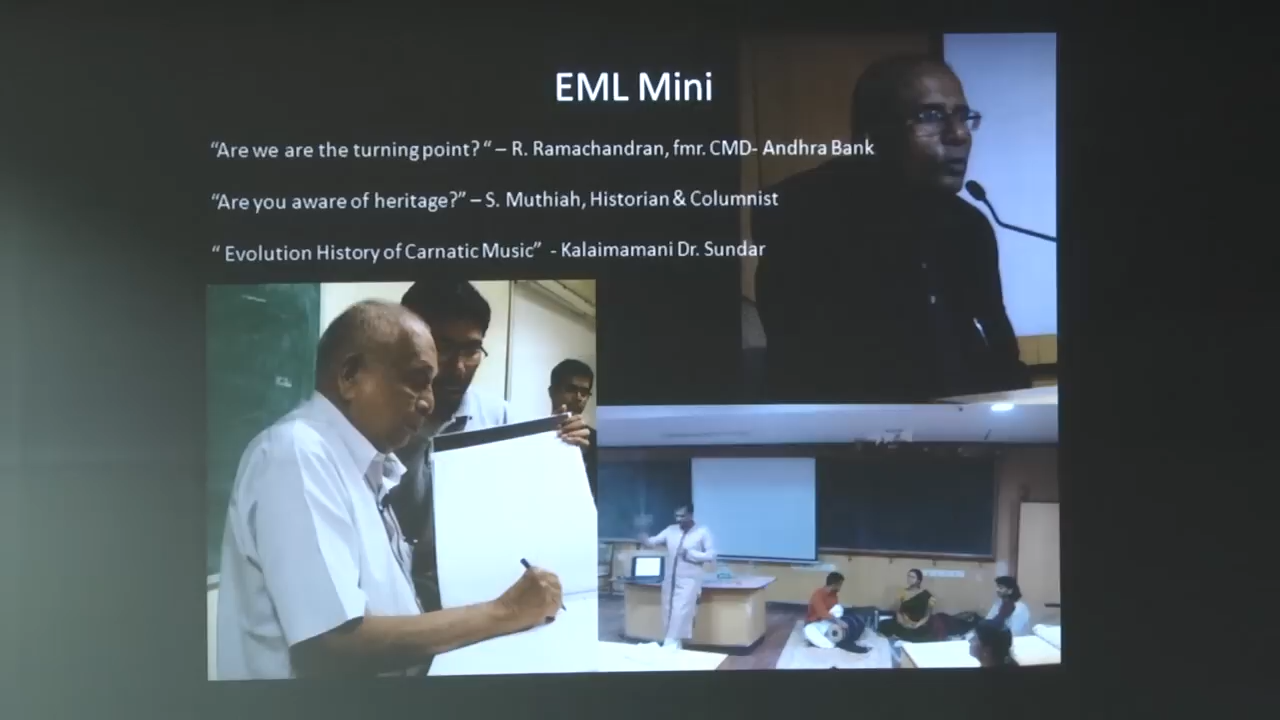 EML Mini
“Are we are the turning point? “ – R. Ramachandran, fmr. CMD- Andhra Bank
“Are you aware of heritage?” – S. Muthiah, Historian & Columnist
“ Evolution History of Carnatic Music” - Kalaimamani Dr. Sundar